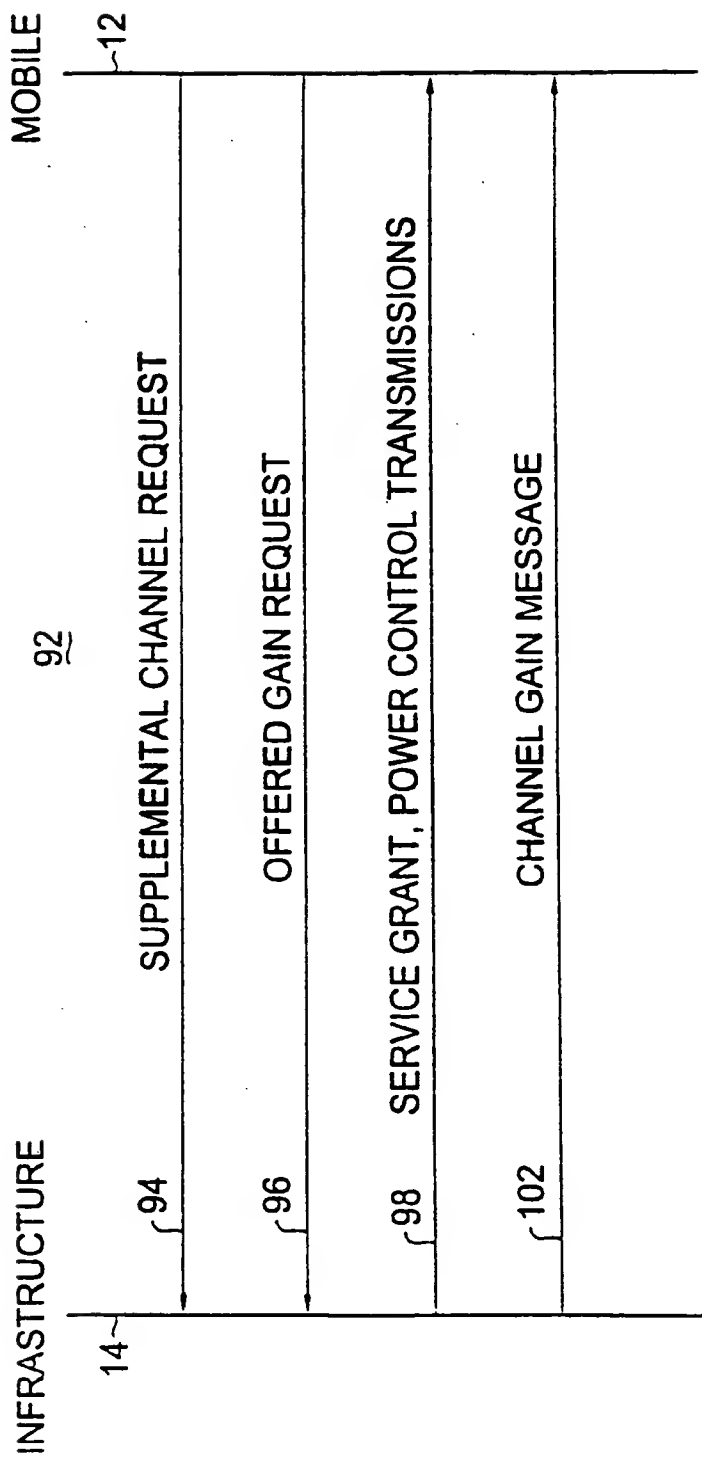 92
INFRASTRUCTURE
MOBILE
14
12
SUPPLEMENTAL CHANNEL REQUEST
94
OFFERED GAIN REQUEST
96
SERVICE GRANT, POWER CONTROL TRANSMISSIONS
98
CHANNEL GAIN MESSAGE
102